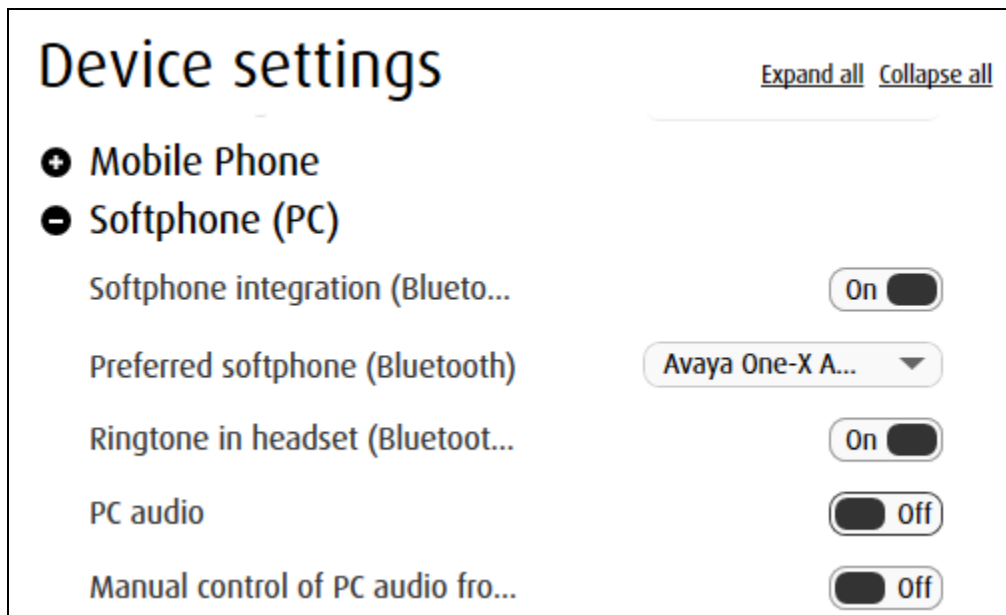 Device settings
Expand all Collapse all
Mobile Phone
Softphone (PC)
Softphone integration (Blueto... On
Preferred softphone (Bluetooth) Avaya One-X A...
Ringtone in headset (Bluetoot... On
PC audio Off
Manual control of PC audio fro... Off